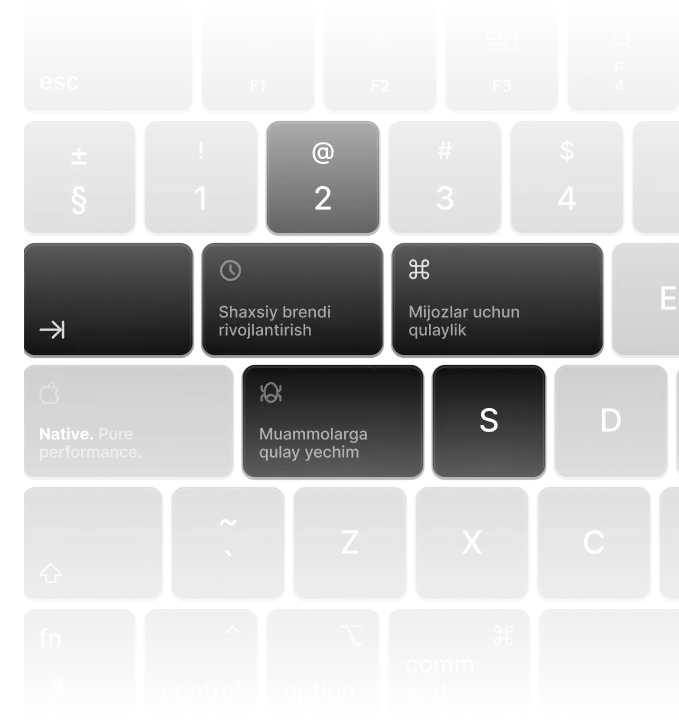 esc
F1
F2
F3
F
4
±
§
!
1
@
2
#
3
$
4
Shaxsiy brendi
rivojlantirish
⌘
Mijozlar uchun
qulaylik
E
Native. Pure
performance.
Muammolarga
qulay yechim
S
D
~
`
Z
X
C
fn
^
⌥
⌘
control
option
comm
and